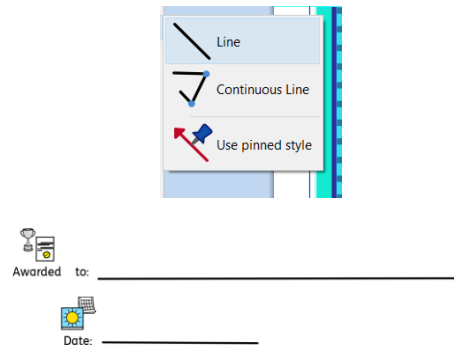 Line
Continuous Line
Use pinned style
Awarded to:
Date: